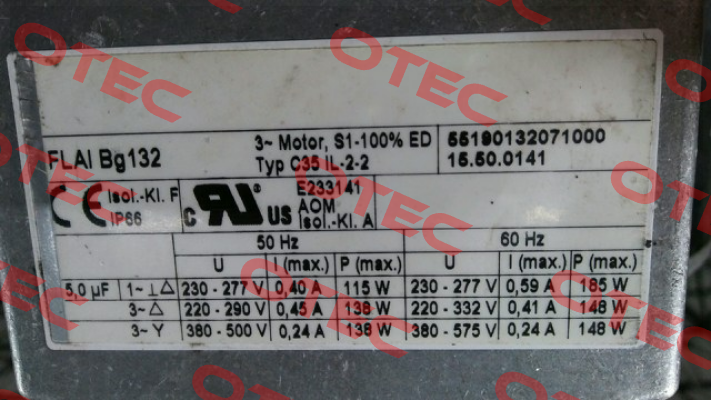 FLAI Bg132
3~ Motor, S1-100% ED
Typ C35 IL-2-2
55190132071000
15.50.0141
CE Isol.-Kl. F
IP66
c RU ® US
E233141
AOM
Isol.-Kl. A
50 Hz 60 Hz
U I (max.) P (max.) U I (max.) P (max.)
5,0 µF 1~ ⊥ △ 230 - 277 V 0,40 A 115 W 230 - 277 V 0,59 A 185 W
3~ △ 220 - 290 V 0,45 A 138 W 220 - 332 V 0,41 A 148 W
3~ Y 380 - 500 V 0,24 A 138 W 380 - 575 V 0,24 A 148 W
OTEC